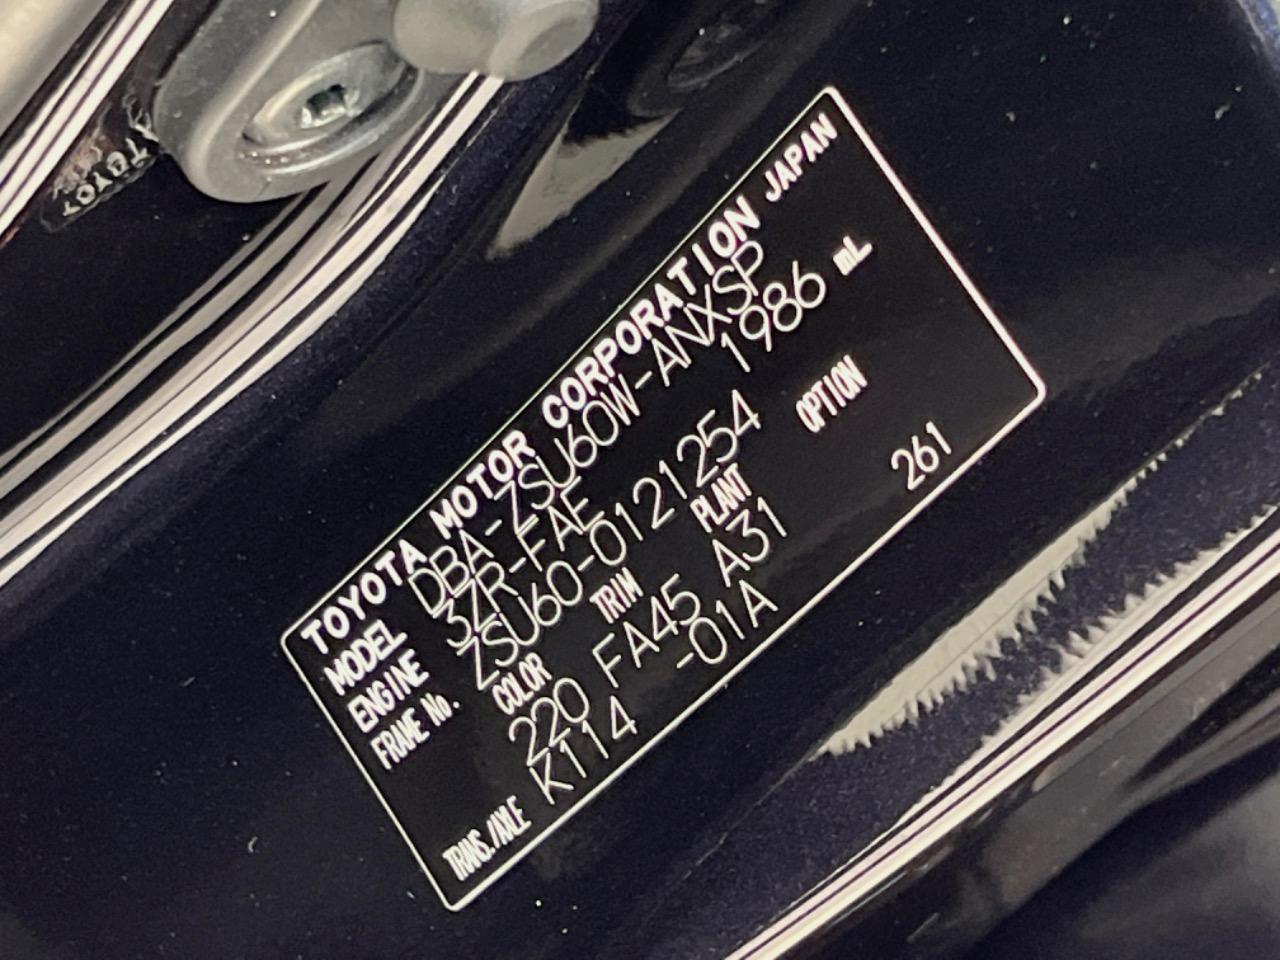 TOYOTA MOTOR CORPORATION JAPAN
MODEL DBA-ZSU60W-ANXSP
ENGINE 3ZR-FAE 1986 mL
FRAME No. ZSU60-0121254
COLOR TRIM PLANT OPTION
220 FA45 A31 261
TRANS./AXLE K114 -01A
TOYOT